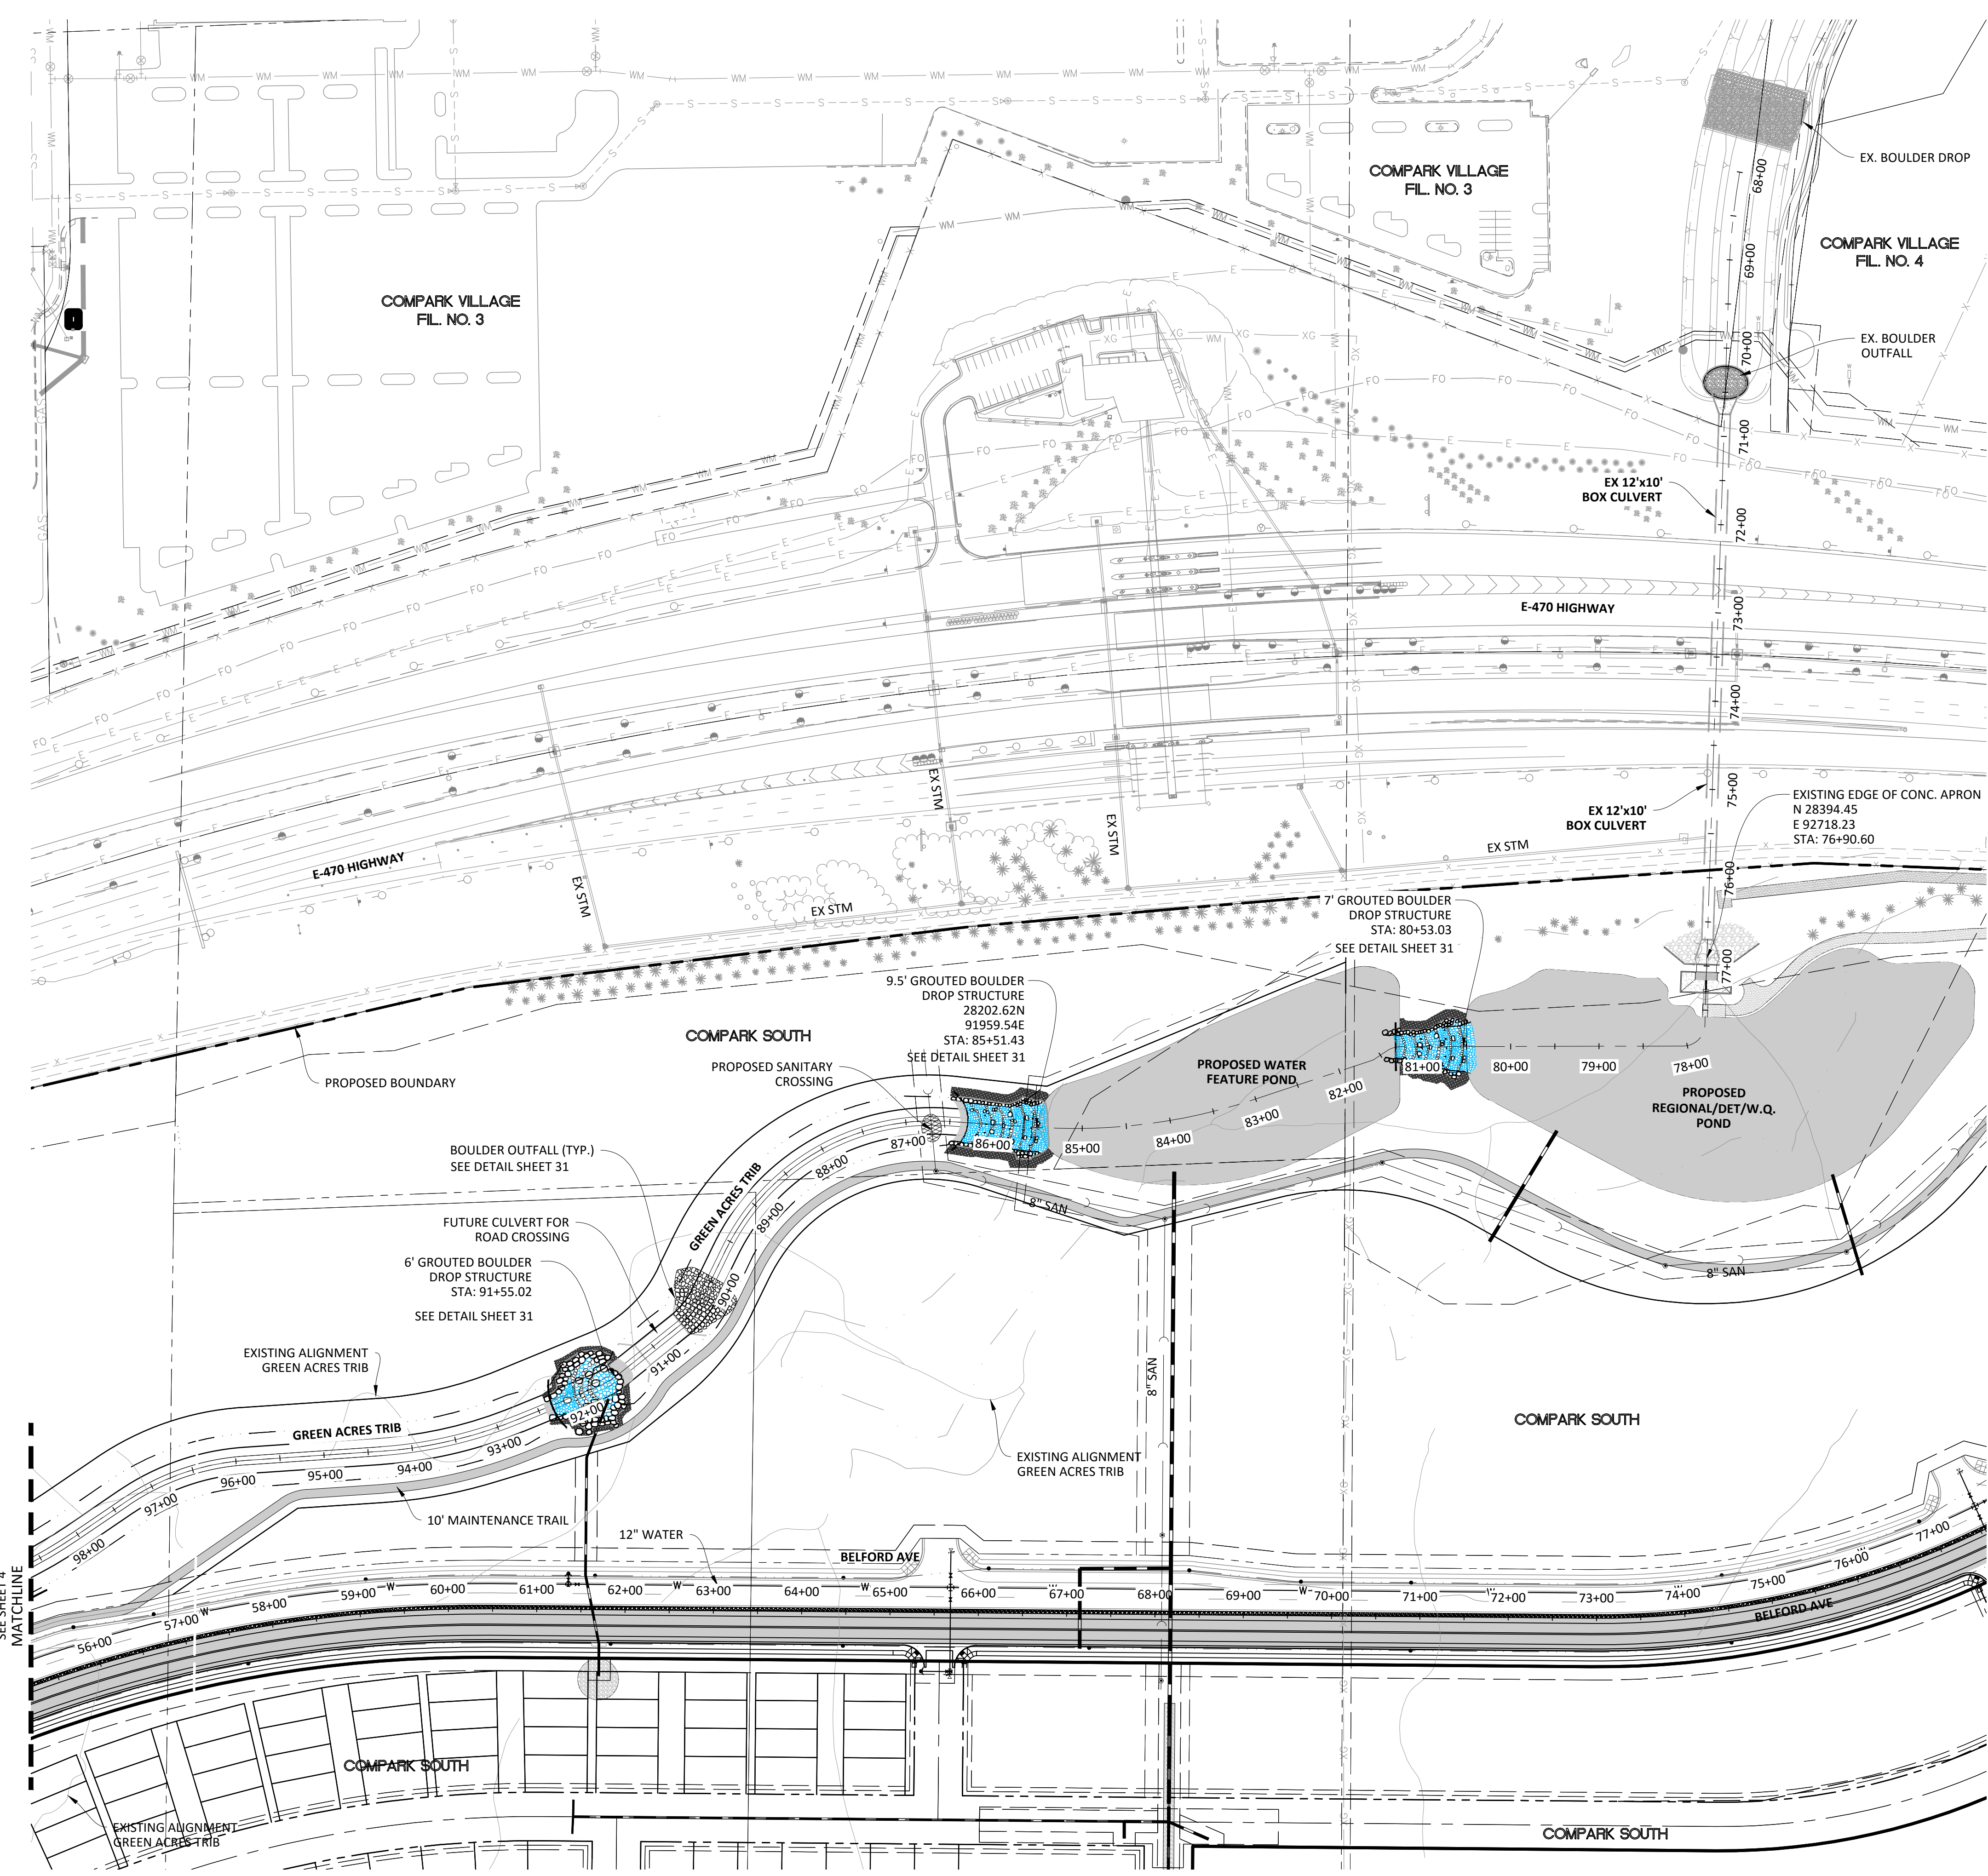 COMPARK VILLAGE
FIL. NO. 3
COMPARK VILLAGE
FIL. NO. 3
EX. BOULDER DROP
COMPARK VILLAGE
FIL. NO. 4
EX. BOULDER
OUTFALL
68+00
69+00
70+00
71+00
EX 12'x10'
BOX CULVERT
72+00
E-470 HIGHWAY
73+00
74+00
75+00
EX 12'x10'
BOX CULVERT
EXISTING EDGE OF CONC. APRON
N 28394.45
E 92718.23
STA: 76+90.60
76+00
77+00
E-470 HIGHWAY
EX STM
EX STM
EX STM
EX STM
EX STM
7' GROUTED BOULDER
DROP STRUCTURE
STA: 80+53.03
SEE DETAIL SHEET 31
9.5' GROUTED BOULDER
DROP STRUCTURE
28202.62N
91959.54E
STA: 85+51.43
SEE DETAIL SHEET 31
COMPARK SOUTH
PROPOSED SANITARY
CROSSING
PROPOSED BOUNDARY
PROPOSED WATER
FEATURE POND
PROPOSED
REGIONAL/DET/W.Q.
POND
78+00
79+00
80+00
81+00
82+00
83+00
84+00
85+00
86+00
87+00
88+00
89+00
90+00
91+00
92+00
93+00
94+00
95+00
96+00
97+00
98+00
BOULDER OUTFALL (TYP.)
SEE DETAIL SHEET 31
GREEN ACRES TRIB
FUTURE CULVERT FOR
ROAD CROSSING
6' GROUTED BOULDER
DROP STRUCTURE
STA: 91+55.02
SEE DETAIL SHEET 31
EXISTING ALIGNMENT
GREEN ACRES TRIB
GREEN ACRES TRIB
8" SAN
8" SAN
8" SAN
COMPARK SOUTH
EXISTING ALIGNMENT
GREEN ACRES TRIB
10' MAINTENANCE TRAIL
12" WATER
BELFORD AVE
56+00
57+00
58+00
59+00
60+00
61+00
62+00
63+00
64+00
65+00
66+00
67+00
68+00
69+00
70+00
71+00
72+00
73+00
74+00
75+00
76+00
77+00
BELFORD AVE
SEE SHEET 4
MATCHLINE
COMPARK SOUTH
EXISTING ALIGNMENT
GREEN ACRES TRIB
COMPARK SOUTH